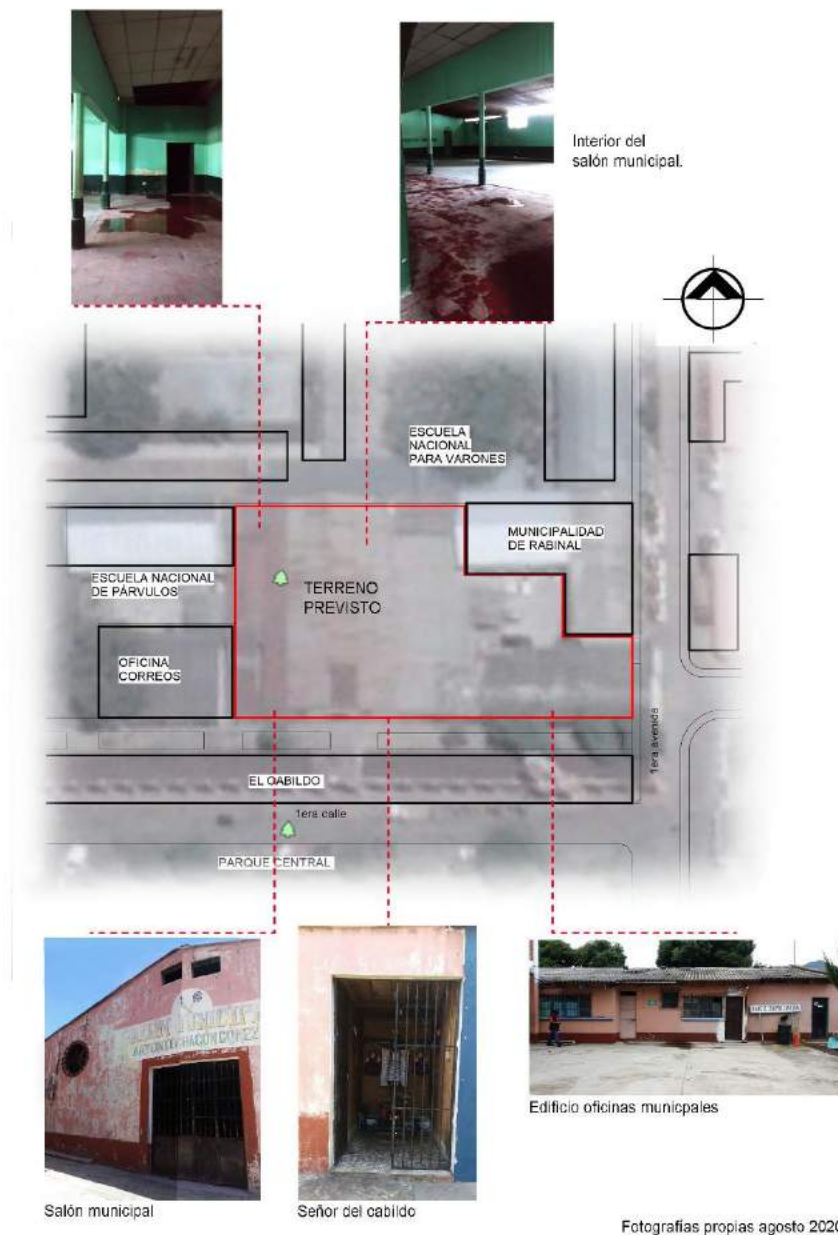 Interior del
salón municipal.
ESCUELA
NACIONAL
PARA VARONES
MUNICIPALIDAD
DE RABINAL
ESCUELA NACIONAL
DE PÁRVULOS
TERRENO
PREVISTO
OFICINA
CORREOS
1era avenida
EL CABILDO
1era calle
PARQUE CENTRAL
CHACON
Salón municipal
Señor del cabildo
Edificio oficinas municpales
Fotografías propias agosto 2020